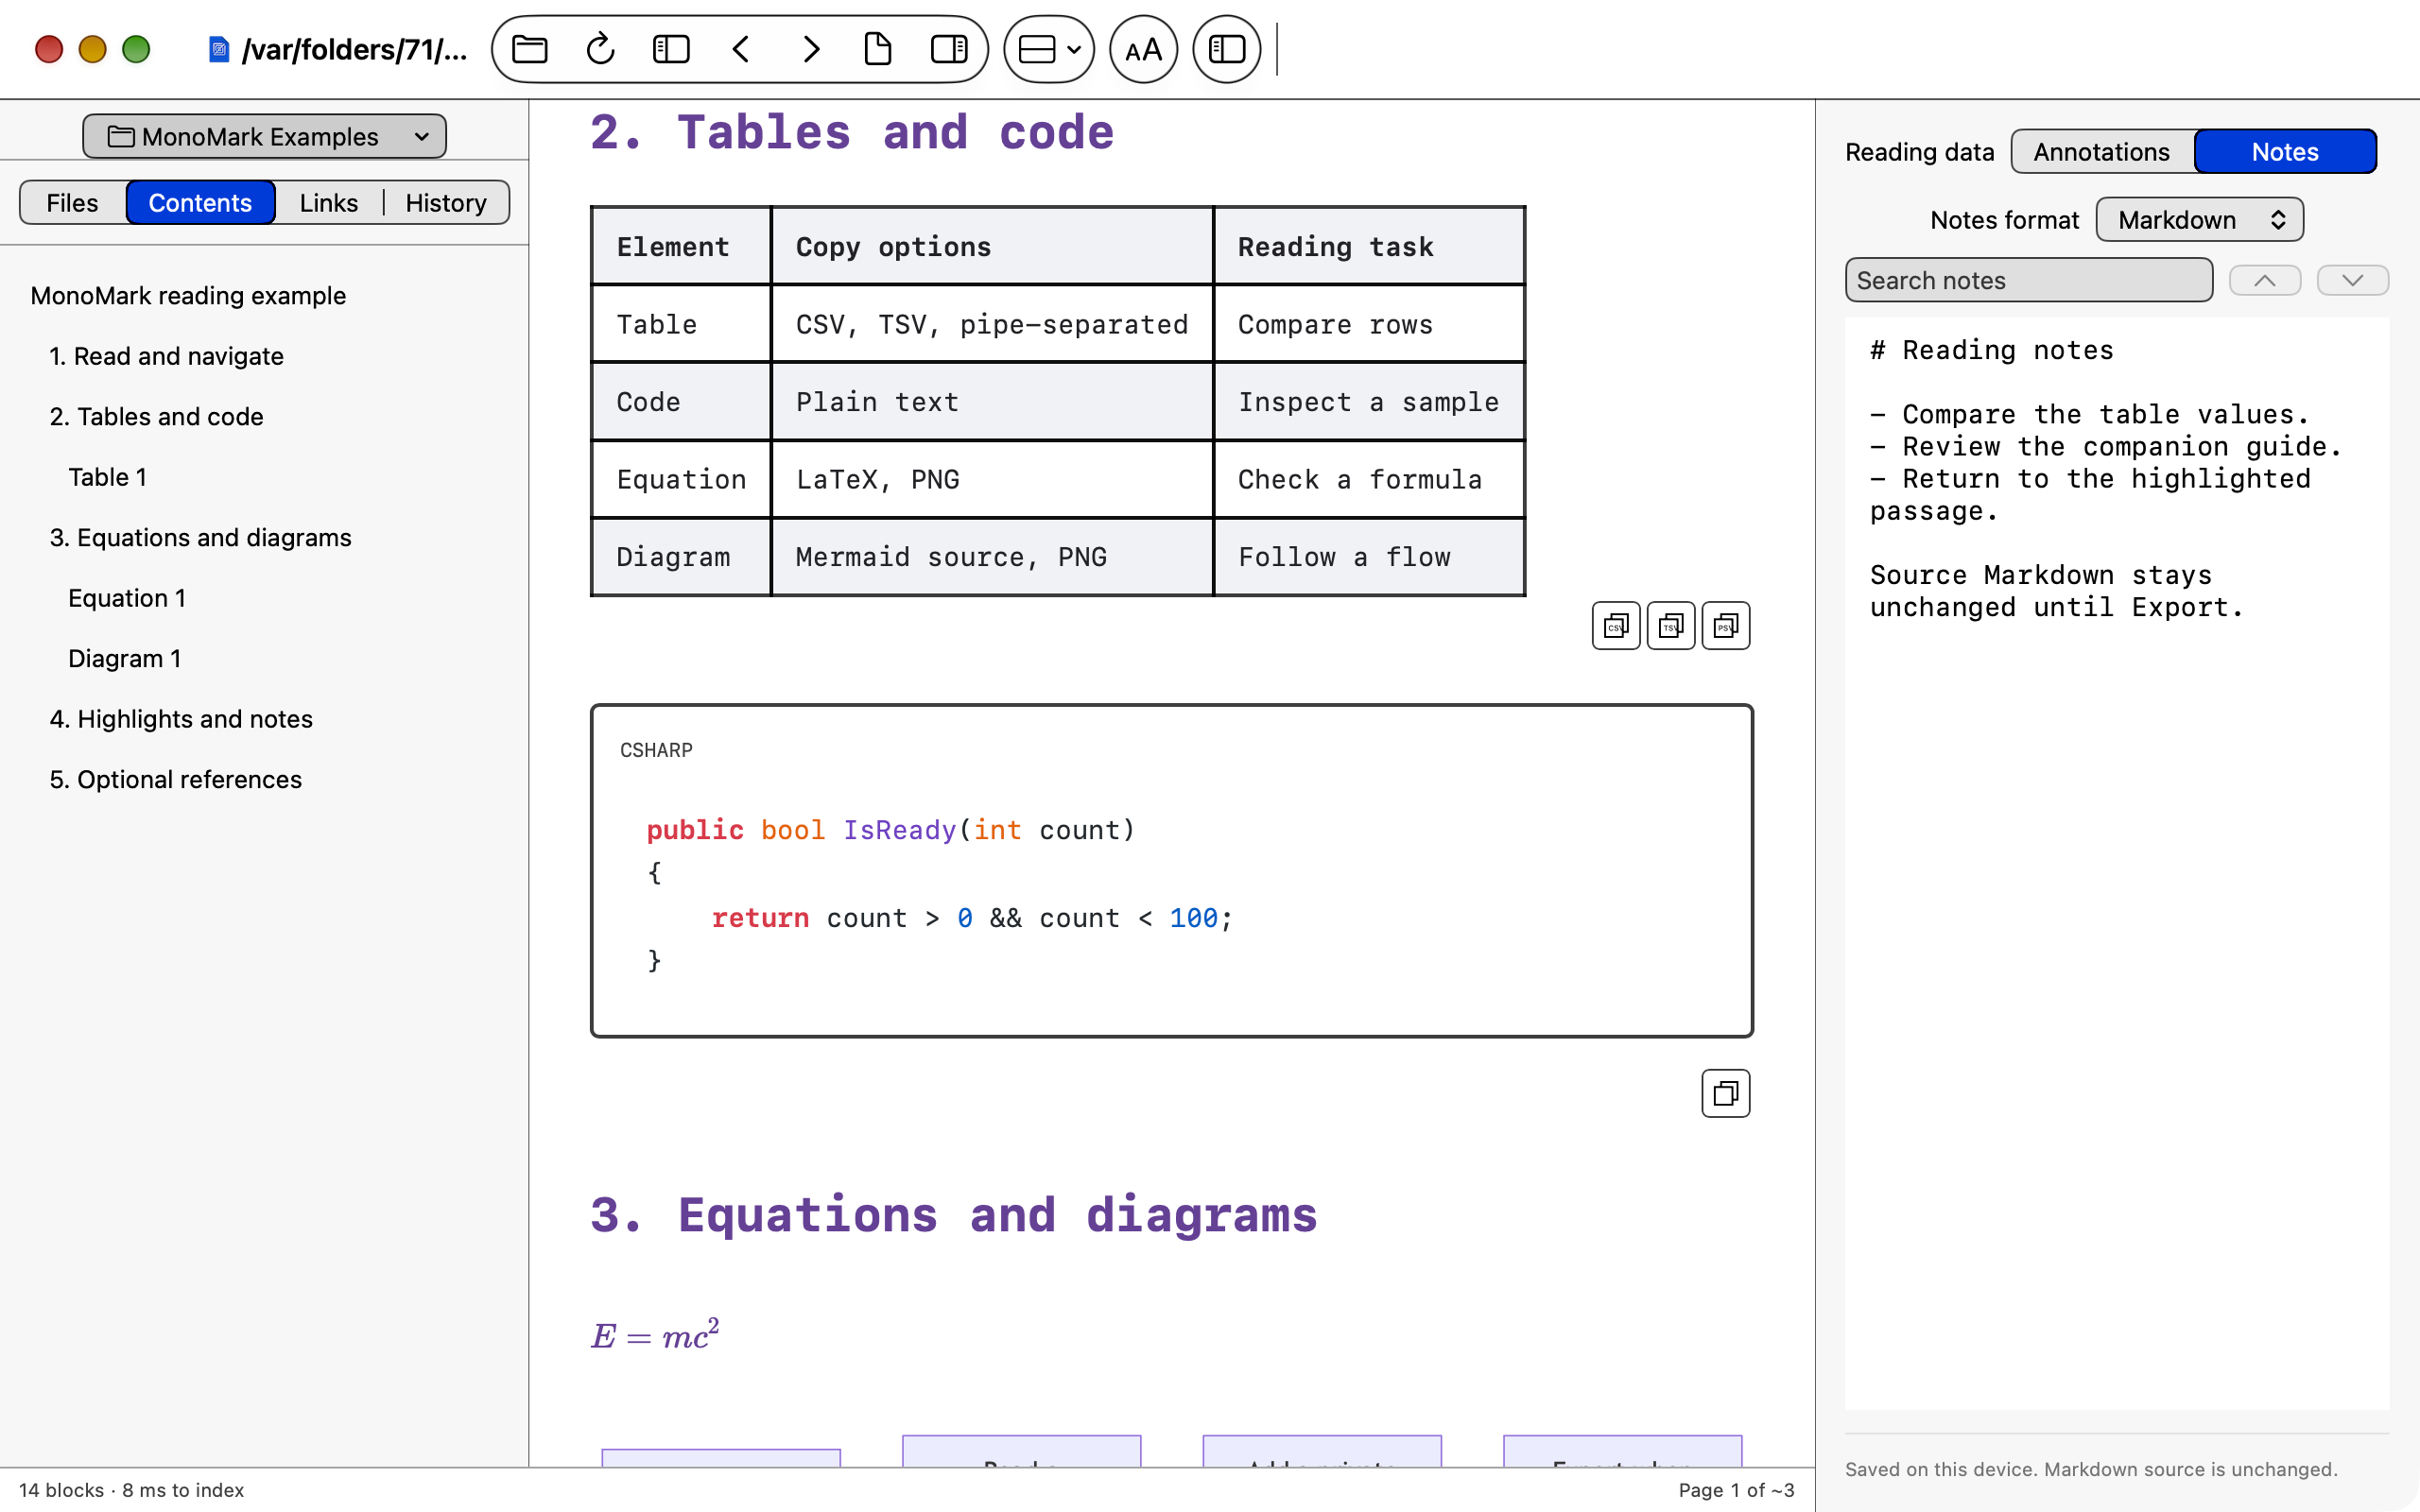 /var/folders/71/...
AA
MonoMark Examples
Files
Contents
Links
History
MonoMark reading example
1. Read and navigate
2. Tables and code
Table 1
3. Equations and diagrams
Equation 1
Diagram 1
4. Highlights and notes
5. Optional references
14 blocks · 8 ms to index
2. Tables and code
Element Copy options Reading task
Table CSV, TSV, pipe-separated Compare rows
Code Plain text Inspect a sample
Equation LaTeX, PNG Check a formula
Diagram Mermaid source, PNG Follow a flow
CSV TSV PSV
CSHARP
public bool IsReady(int count)
{
    return count > 0 && count < 100;
}
3. Equations and diagrams
E = mc²
Page 1 of ~3
Reading data
Annotations
Notes
Notes format
Markdown
Search notes
# Reading notes
- Compare the table values.
- Review the companion guide.
- Return to the highlighted
passage.
Source Markdown stays
unchanged until Export.
Saved on this device. Markdown source is unchanged.